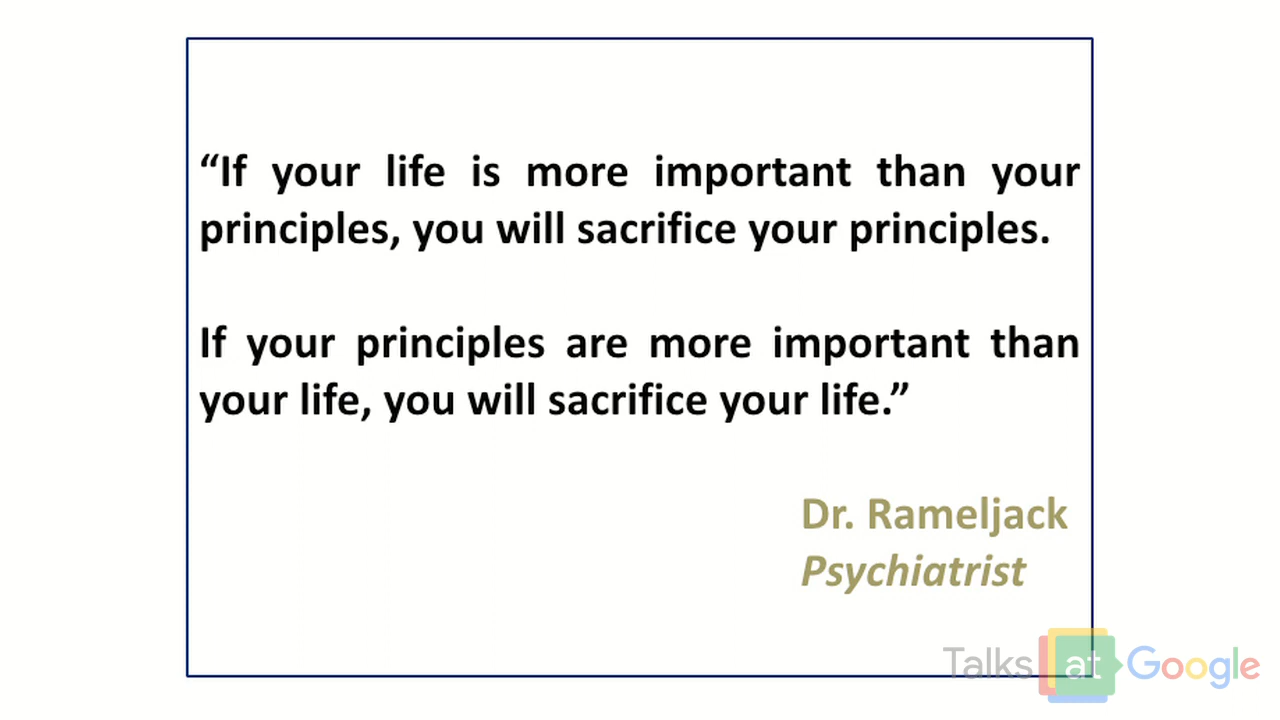 “If your life is more important than your
principles, you will sacrifice your principles.
If your principles are more important than
your life, you will sacrifice your life.”
Dr. Rameljack
Psychiatrist
Talks at Google